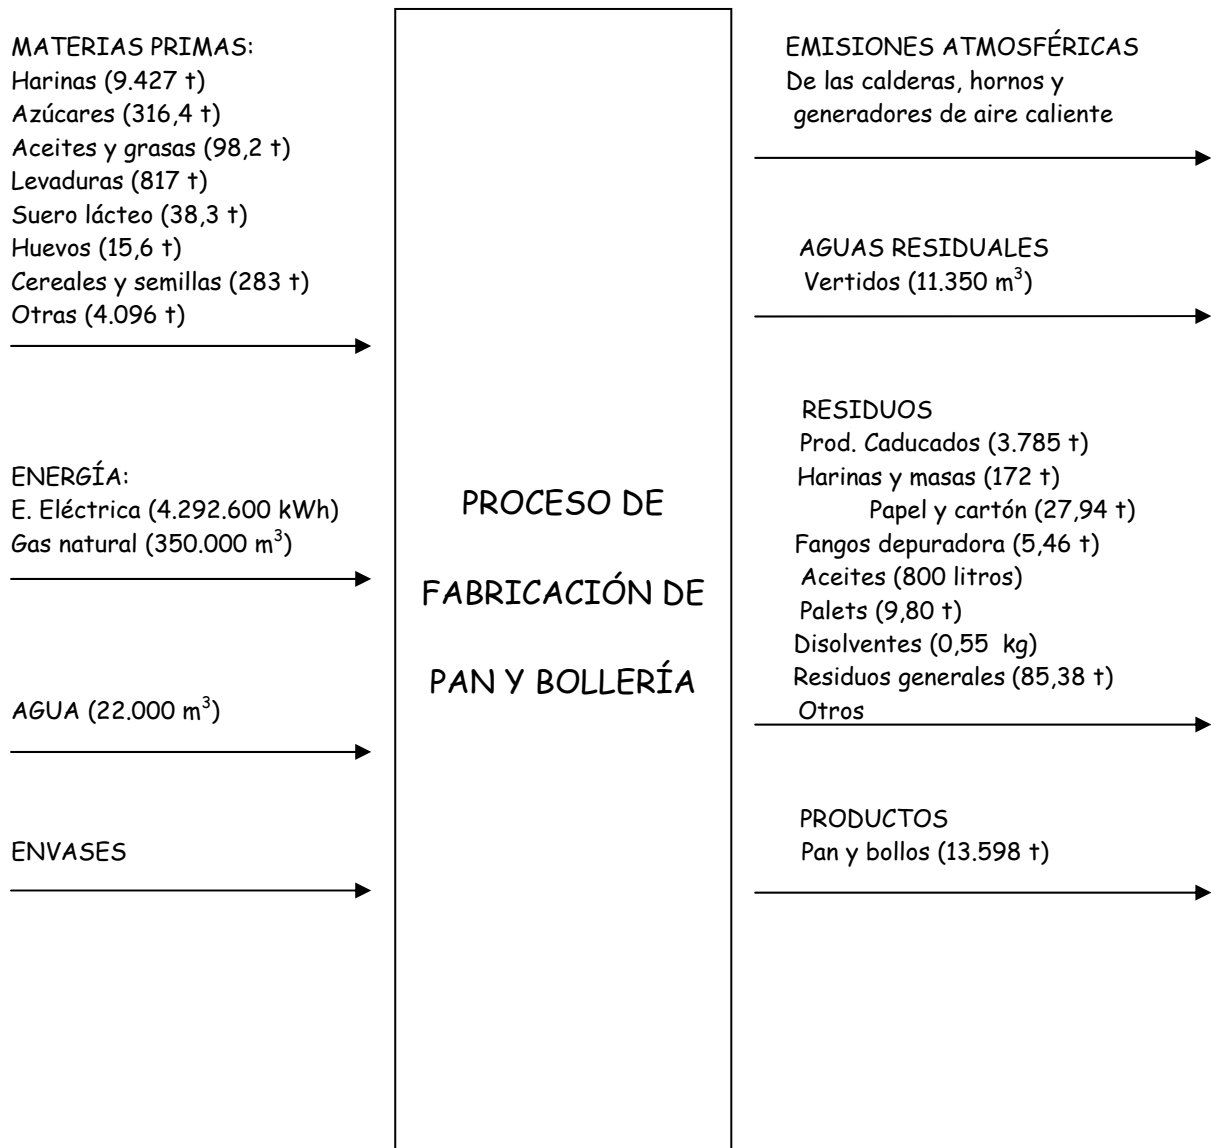 MATERIAS PRIMAS:
Harinas (9.427 t)
Azúcares (316,4 t)
Aceites y grasas (98,2 t)
Levaduras (817 t)
Suero lácteo (38,3 t)
Huevos (15,6 t)
Cereales y semillas (283 t)
Otras (4.096 t)
ENERGÍA:
E. Eléctrica (4.292.600 kWh)
Gas natural (350.000 m³)
AGUA (22.000 m³)
ENVASES
PROCESO DE
FABRICACIÓN DE
PAN Y BOLLERÍA
EMISIONES ATMOSFÉRICAS
De las calderas, hornos y
generadores de aire caliente
AGUAS RESIDUALES
Vertidos (11.350 m³)
RESIDUOS
Prod. Caducados (3.785 t)
Harinas y masas (172 t)
Papel y cartón (27,94 t)
Fangos depuradora (5,46 t)
Aceites (800 litros)
Palets (9,80 t)
Disolventes (0,55 kg)
Residuos generales (85,38 t)
Otros
PRODUCTOS
Pan y bollos (13.598 t)